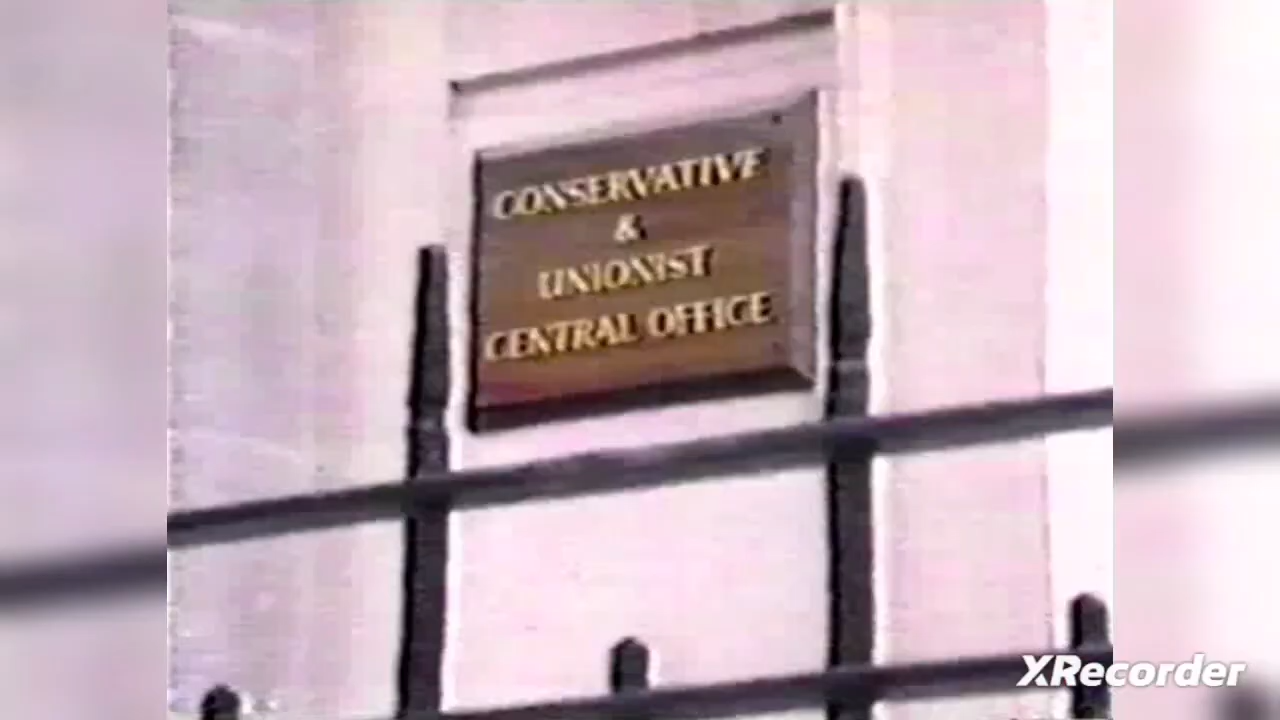 CONSERVATIVE
&
UNIONIST
CENTRAL OFFICE
XRecorder